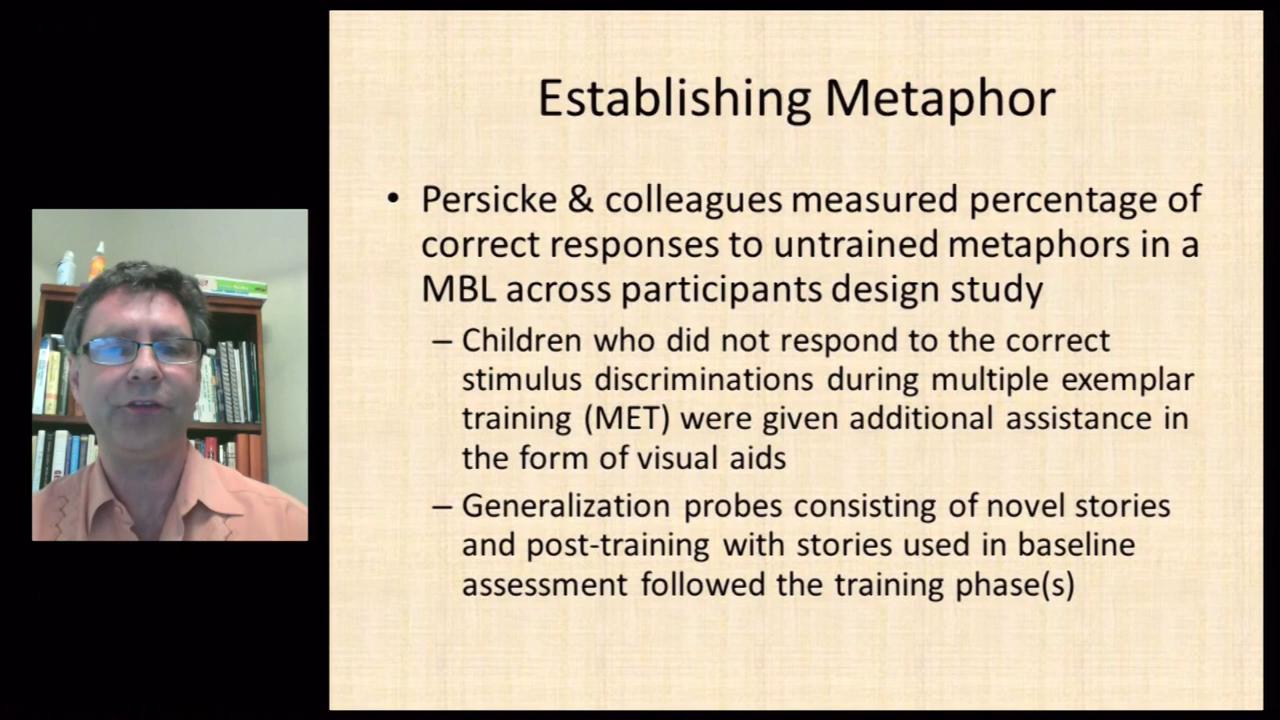 Establishing Metaphor
• Persicke & colleagues measured percentage of
correct responses to untrained metaphors in a
MBL across participants design study
– Children who did not respond to the correct
stimulus discriminations during multiple exemplar
training (MET) were given additional assistance in
the form of visual aids
– Generalization probes consisting of novel stories
and post-training with stories used in baseline
assessment followed the training phase(s)